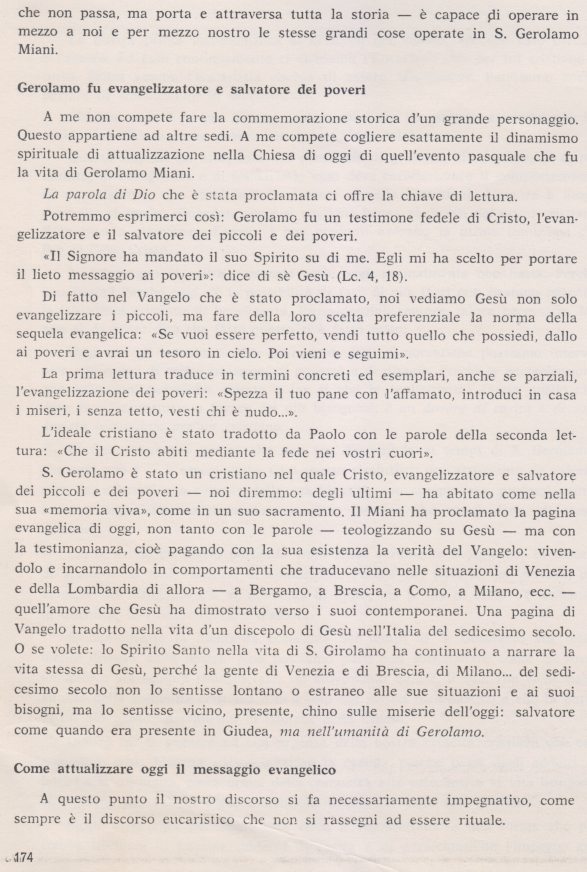 che non passa, ma porta e attraversa tutta la storia — è capace di operare in
mezzo a noi e per mezzo nostro le stesse grandi cose operate in S. Gerolamo
Miani.
Gerolamo fu evangelizzatore e salvatore dei poveri
A me non compete fare la commemorazione storica d'un grande personaggio.
Questo appartiene ad altre sedi. A me compete cogliere esattamente il dinamismo
spirituale di attualizzazione nella Chiesa di oggi di quell'evento pasquale che fu
la vita di Gerolamo Miani.
La parola di Dio che è stata proclamata ci offre la chiave di lettura.
Potremmo esprimerci così: Gerolamo fu un testimone fedele di Cristo, l'evan-
gelizzatore e il salvatore dei piccoli e dei poveri.
«Il Signore ha mandato il suo Spirito su di me. Egli mi ha scelto per portare
il lieto messaggio ai poveri»: dice di sè Gesù (Lc. 4, 18).
Di fatto nel Vangelo che è stato proclamato, noi vediamo Gesù non solo
evangelizzare i piccoli, ma fare della loro scelta preferenziale la norma della
sequela evangelica: «Se vuoi essere perfetto, vendi tutto quello che possiedi, dallo
ai poveri e avrai un tesoro in cielo. Poi vieni e seguimi».
La prima lettura traduce in termini concreti ed esemplari, anche se parziali,
l'evangelizzazione dei poveri: «Spezza il tuo pane con l'affamato, introduci in casa
i miseri, i senza tetto, vesti chi è nudo...».
L'ideale cristiano è stato tradotto da Paolo con le parole della seconda let-
tura: «Che il Cristo abiti mediante la fede nei vostri cuori».
S. Gerolamo è stato un cristiano nel quale Cristo, evangelizzatore e salvatore
dei piccoli e dei poveri — noi diremmo: degli ultimi — ha abitato come nella
sua «memoria viva», come in un suo sacramento. Il Miani ha proclamato la pagina
evangelica di oggi, non tanto con le parole — teologizzando su Gesù — ma con
la testimonianza, cioè pagando con la sua esistenza la verità del Vangelo: viven-
dolo e incarnandolo in comportamenti che traducevano nelle situazioni di Venezia
e della Lombardia di allora — a Bergamo, a Brescia, a Como, a Milano, ecc. —
quell'amore che Gesù ha dimostrato verso i suoi contemporanei. Una pagina di
Vangelo tradotto nella vita d'un discepolo di Gesù nell'Italia del sedicesimo secolo.
O se volete: lo Spirito Santo nella vita di S. Girolamo ha continuato a narrare la
vita stessa di Gesù, perché la gente di Venezia e di Brescia, di Milano... del sedi-
cesimo secolo non lo sentisse lontano o estraneo alle sue situazioni e ai suoi
bisogni, ma lo sentisse vicino, presente, chino sulle miserie dell'oggi: salvatore
come quando era presente in Giudea, ma nell'umanità di Gerolamo.
Come attualizzare oggi il messaggio evangelico
A questo punto il nostro discorso si fa necessariamente impegnativo, come
sempre è il discorso eucaristico che non si rassegni ad essere rituale.
174